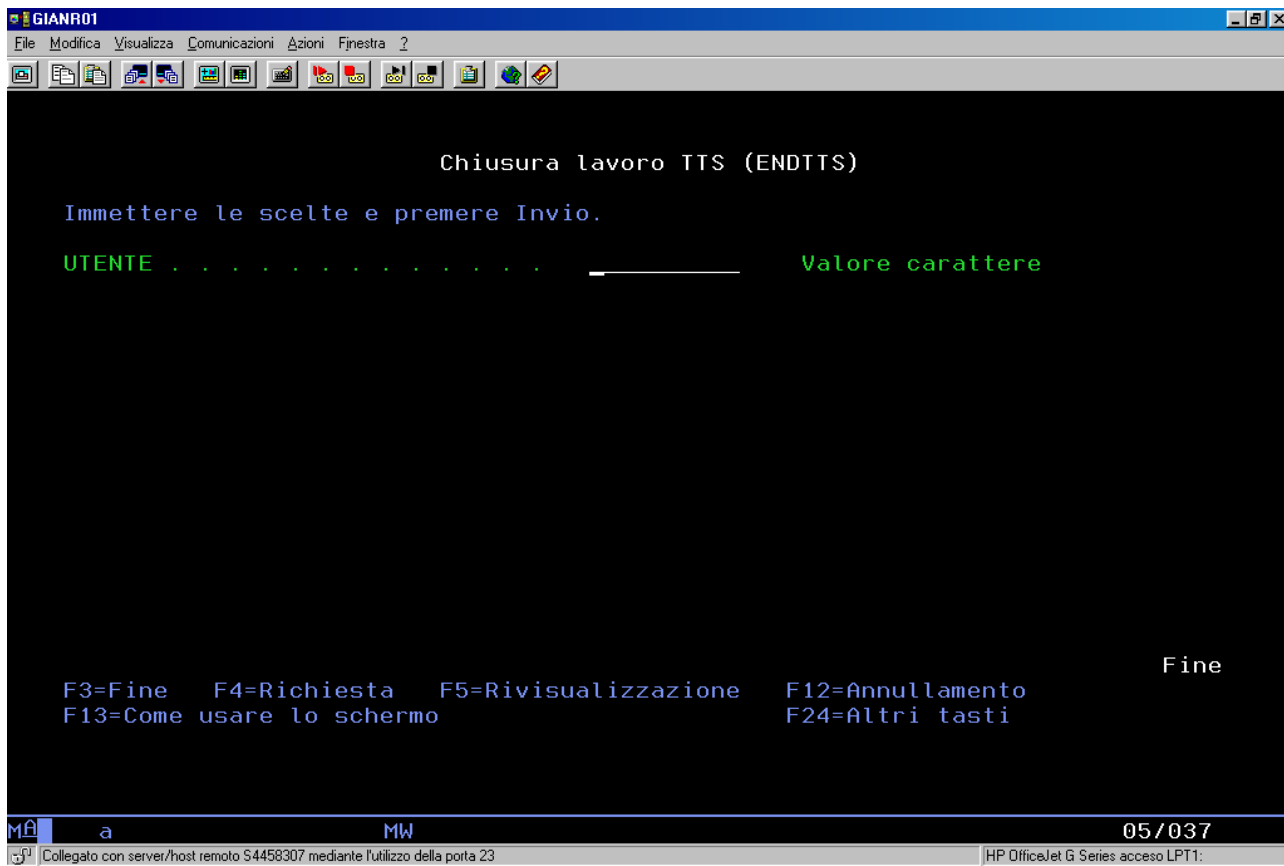 GIANR01
File Modifica Visualizza Comunicazioni Azioni Finestra ?
Chiusura lavoro TTS (ENDTTS)
Immettere le scelte e premere Invio.
UTENTE . . . . . . . . . . . . . Valore carattere
Fine
F3=Fine F4=Richiesta F5=Rivisualizzazione F12=Annullamento
F13=Come usare lo schermo F24=Altri tasti
MA a MW 05/037
Collegato con server/host remoto S4458307 mediante l'utilizzo della porta 23 HP OfficeJet G Series acceso LPT1: